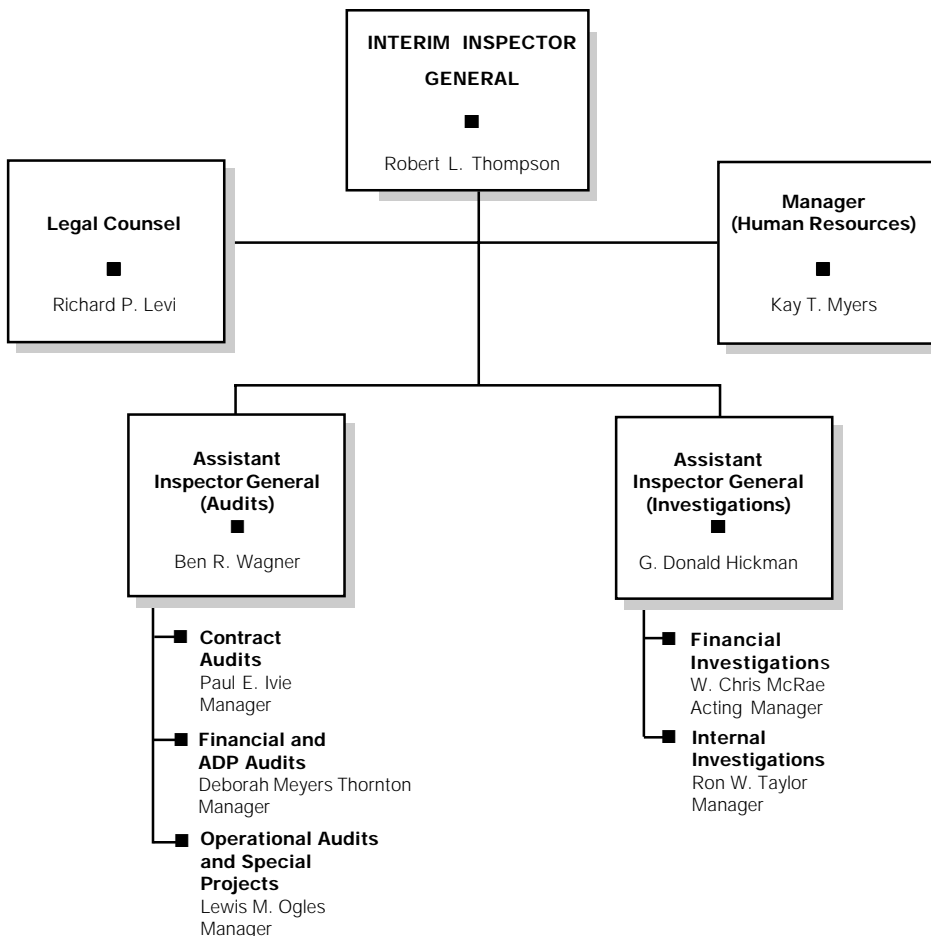 INTERIM INSPECTOR
GENERAL
Robert L. Thompson
Legal Counsel
Richard P. Levi
Manager
(Human Resources)
Kay T. Myers
Assistant
Inspector General
(Audits)
Ben R. Wagner
Assistant
Inspector General
(Investigations)
G. Donald Hickman
Contract
Audits
Paul E. Ivie
Manager
Financial and
ADP Audits
Deborah Meyers Thornton
Manager
Operational Audits
and Special
Projects
Lewis M. Ogles
Manager
Financial
Investigations
W. Chris McRae
Acting Manager
Internal
Investigations
Ron W. Taylor
Manager